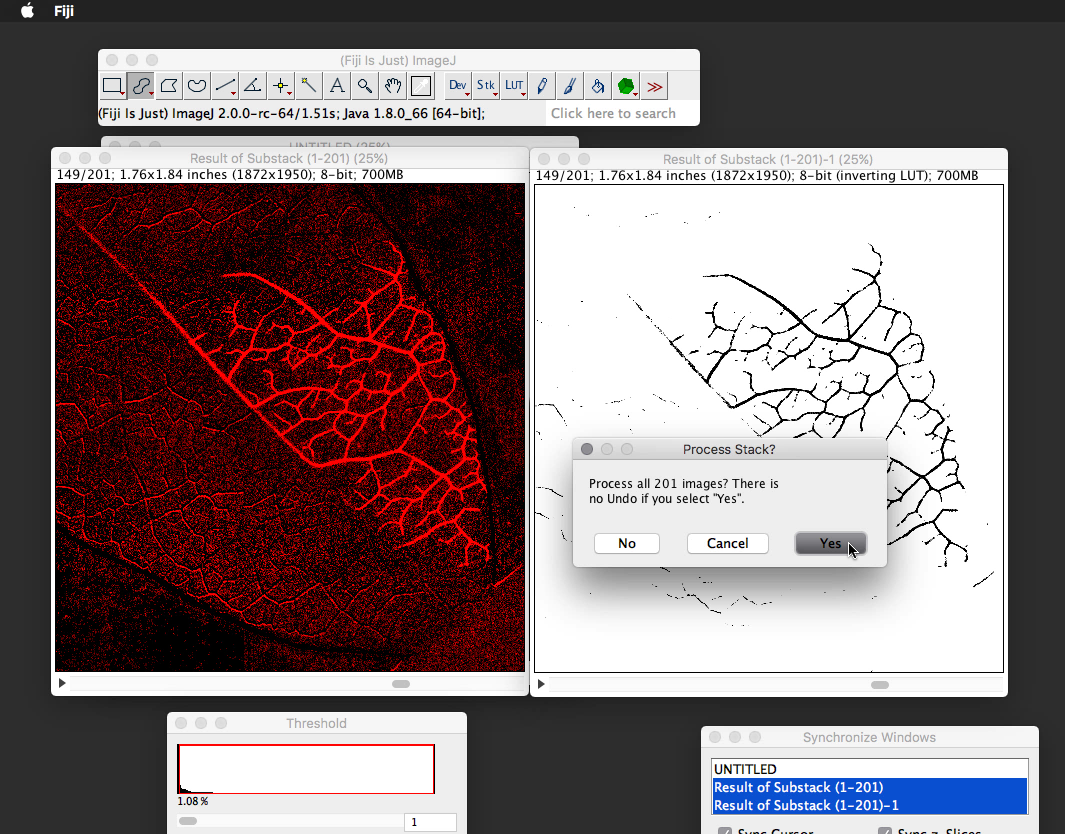 Fiji
(Fiji Is Just) ImageJ
Dev Stk LUT A
(Fiji Is Just) ImageJ 2.0.0-rc-64/1.51s; Java 1.8.0_66 [64-bit];
Click here to search
UNTITLED (25%)
Result of Substack (1-201) (25%)
149/201; 1.76x1.84 inches (1872x1950); 8-bit; 700MB
Result of Substack (1-201)-1 (25%)
149/201; 1.76x1.84 inches (1872x1950); 8-bit (inverting LUT); 700MB
Process Stack?
Process all 201 images? There is
no Undo if you select "Yes".
No
Cancel
Yes
Threshold
1.08 %
1
Synchronize Windows
UNTITLED
Result of Substack (1-201)
Result of Substack (1-201)-1
Sync Cursor
Sync z-Slices